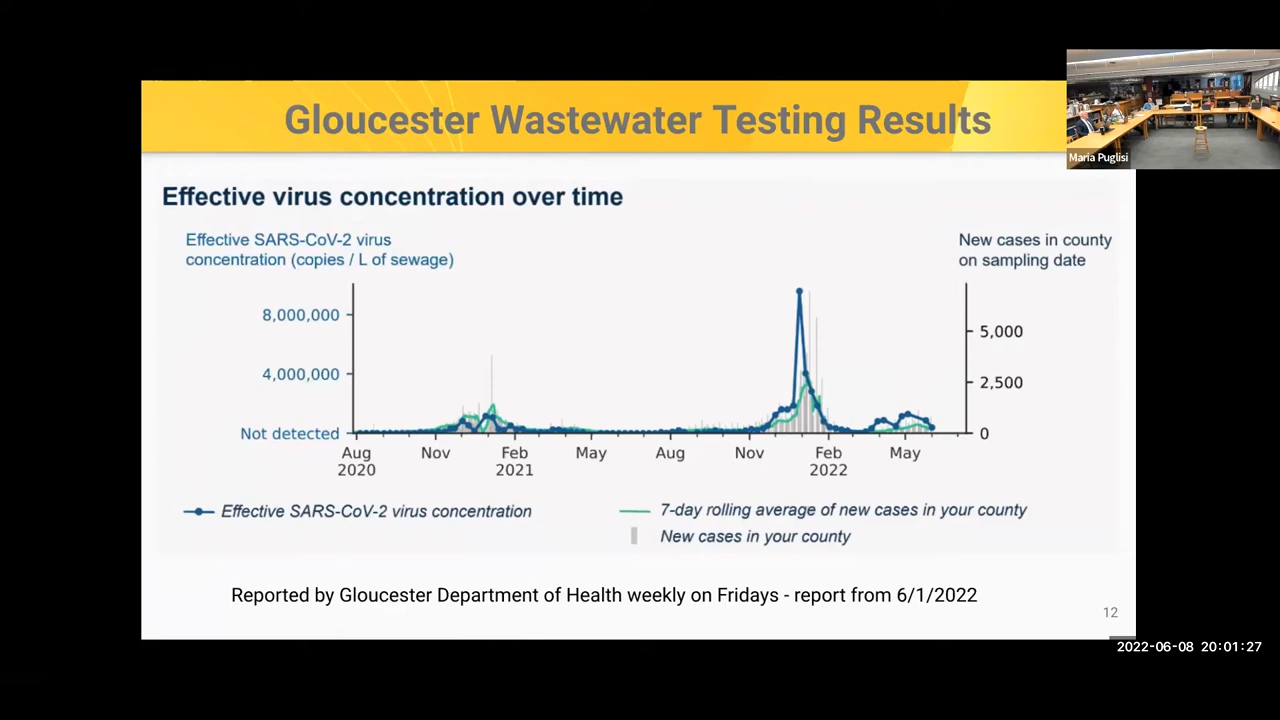 Gloucester Wastewater Testing Results
Maria Puglisi
Effective virus concentration over time
Effective SARS-CoV-2 virus
concentration (copies / L of sewage)
New cases in county
on sampling date
8,000,000
4,000,000
Not detected
5,000
2,500
0
Aug
2020
Nov
Feb
2021
May
Aug
Nov
Feb
2022
May
Effective SARS-CoV-2 virus concentration
7-day rolling average of new cases in your county
New cases in your county
Reported by Gloucester Department of Health weekly on Fridays - report from 6/1/2022
12
2022-06-08 20:01:27